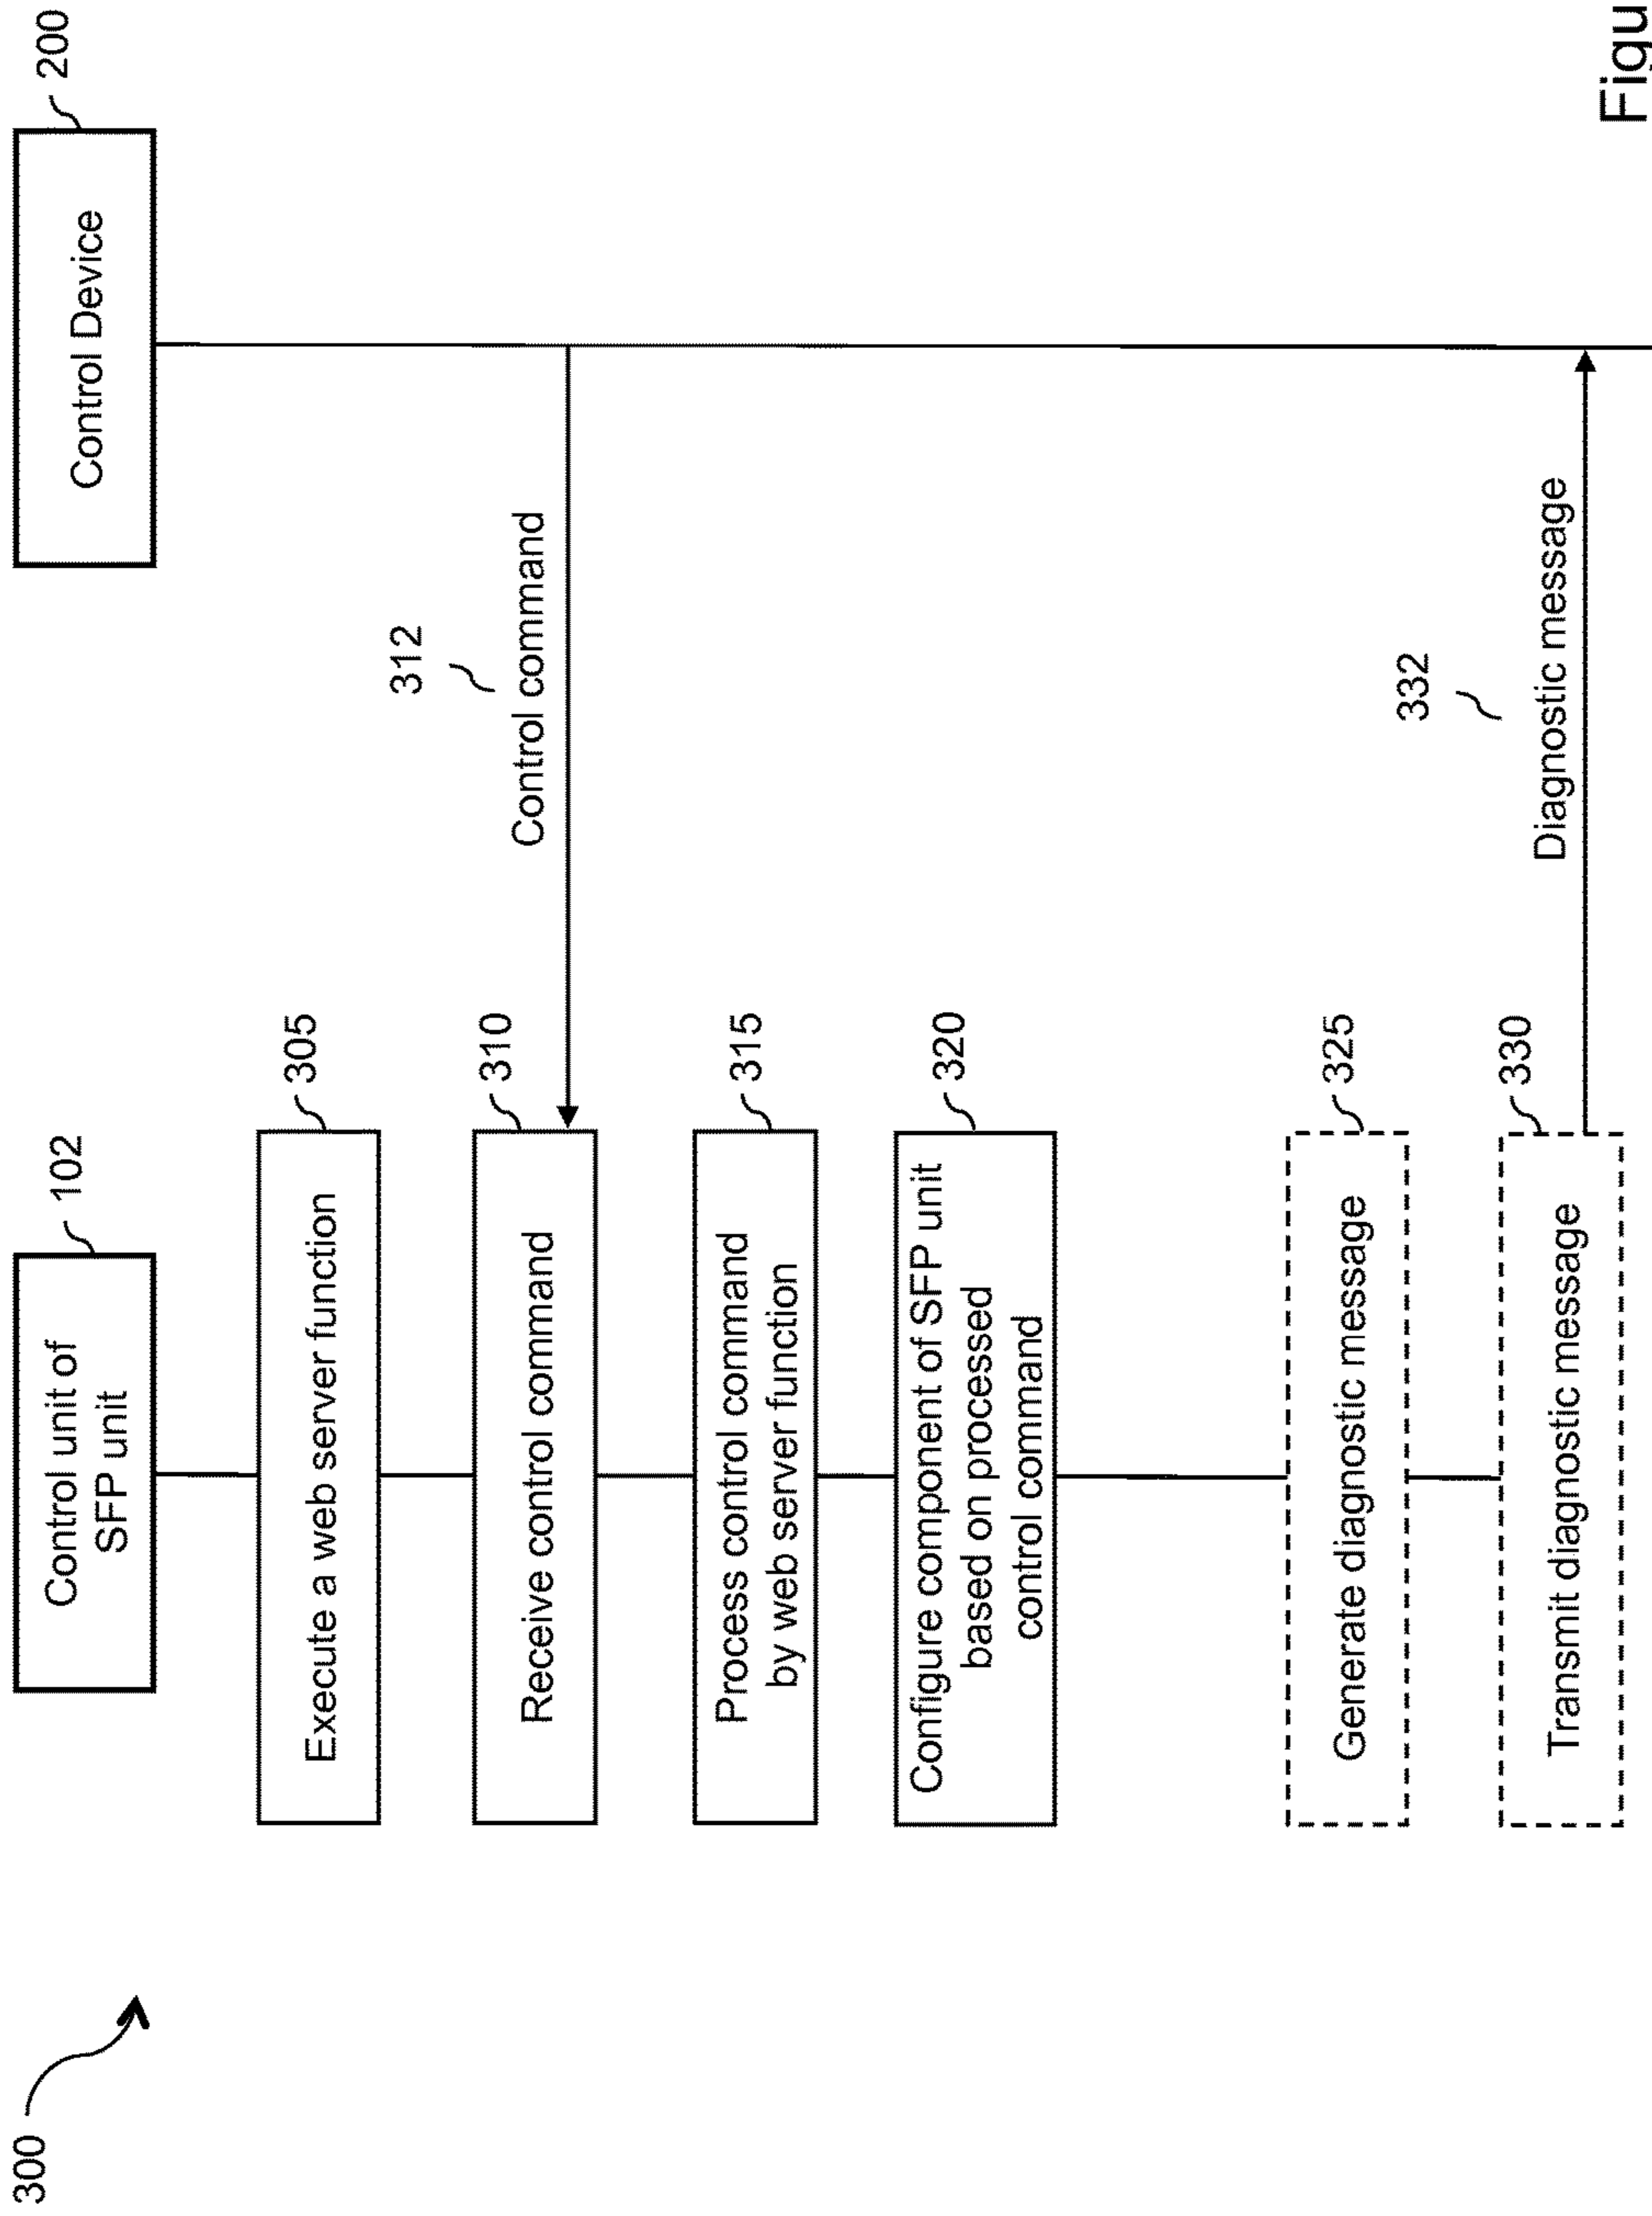 300
Control unit of
SFP unit
102
Control Device
200
Execute a web server function
305
Receive control command
310
312
Control command
Process control command
by web server function
315
Configure component of SFP unit
based on processed
control command
320
Generate diagnostic message
325
Transmit diagnostic message
330
332
Diagnostic message
Figu